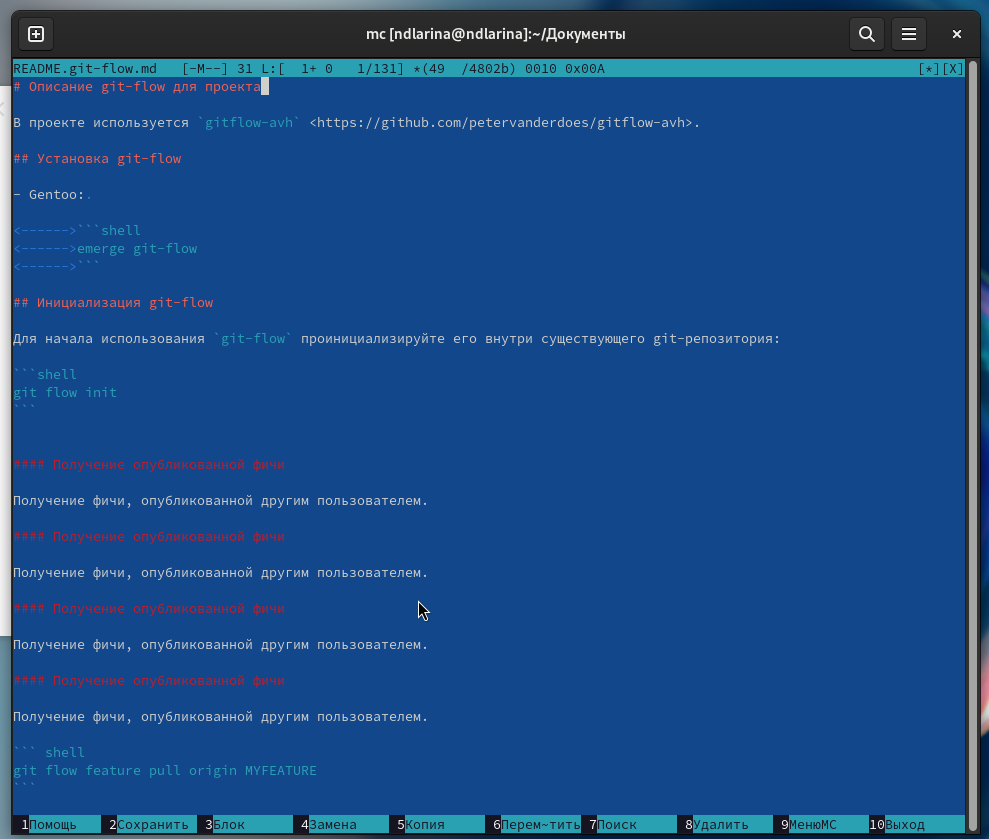 mc [ndlarina@ndlarina]:~/Документы
README.git-flow.md [-M--] 31 L:[ 1+ 0 1/131] *(49 /4802b) 0010 0x00A [*][X]
# Описание git-flow для проекта
В проекте используется `gitflow-avh` <https://github.com/petervanderdoes/gitflow-avh>.
## Установка git-flow
- Gentoo:.
<------>```shell
<------>emerge git-flow
<------>```
## Инициализация git-flow
Для начала использования `git-flow` проинициализируйте его внутри существующего git-репозитория:
```shell
git flow init
```
#### Получение опубликованной фичи
Получение фичи, опубликованной другим пользователем.
#### Получение опубликованной фичи
Получение фичи, опубликованной другим пользователем.
#### Получение опубликованной фичи
Получение фичи, опубликованной другим пользователем.
#### Получение опубликованной фичи
Получение фичи, опубликованной другим пользователем.
``` shell
git flow feature pull origin MYFEATURE
```
1Помощь 2Сохранить 3Блок 4Замена 5Копия 6Перем~тить 7Поиск 8Удалить 9МенюMC 10Выход